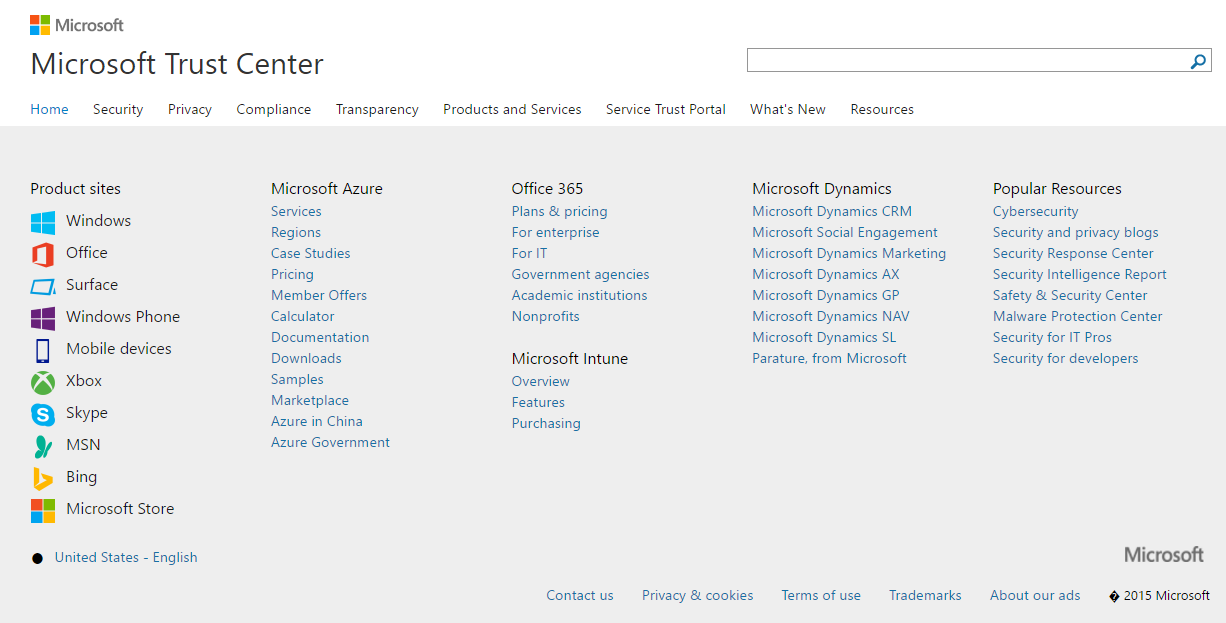 Microsoft
Microsoft Trust Center
Home Security Privacy Compliance Transparency Products and Services Service Trust Portal What's New Resources
Product sites
Windows
Office
Surface
Windows Phone
Mobile devices
Xbox
Skype
MSN
Bing
Microsoft Store
Microsoft Azure
Services
Regions
Case Studies
Pricing
Member Offers
Calculator
Documentation
Downloads
Samples
Marketplace
Azure in China
Azure Government
Office 365
Plans & pricing
For enterprise
For IT
Government agencies
Academic institutions
Nonprofits
Microsoft Intune
Overview
Features
Purchasing
Microsoft Dynamics
Microsoft Dynamics CRM
Microsoft Social Engagement
Microsoft Dynamics Marketing
Microsoft Dynamics AX
Microsoft Dynamics GP
Microsoft Dynamics NAV
Microsoft Dynamics SL
Parature, from Microsoft
Popular Resources
Cybersecurity
Security and privacy blogs
Security Response Center
Security Intelligence Report
Safety & Security Center
Malware Protection Center
Security for IT Pros
Security for developers
United States - English
Microsoft
Contact us Privacy & cookies Terms of use Trademarks About our ads � 2015 Microsoft